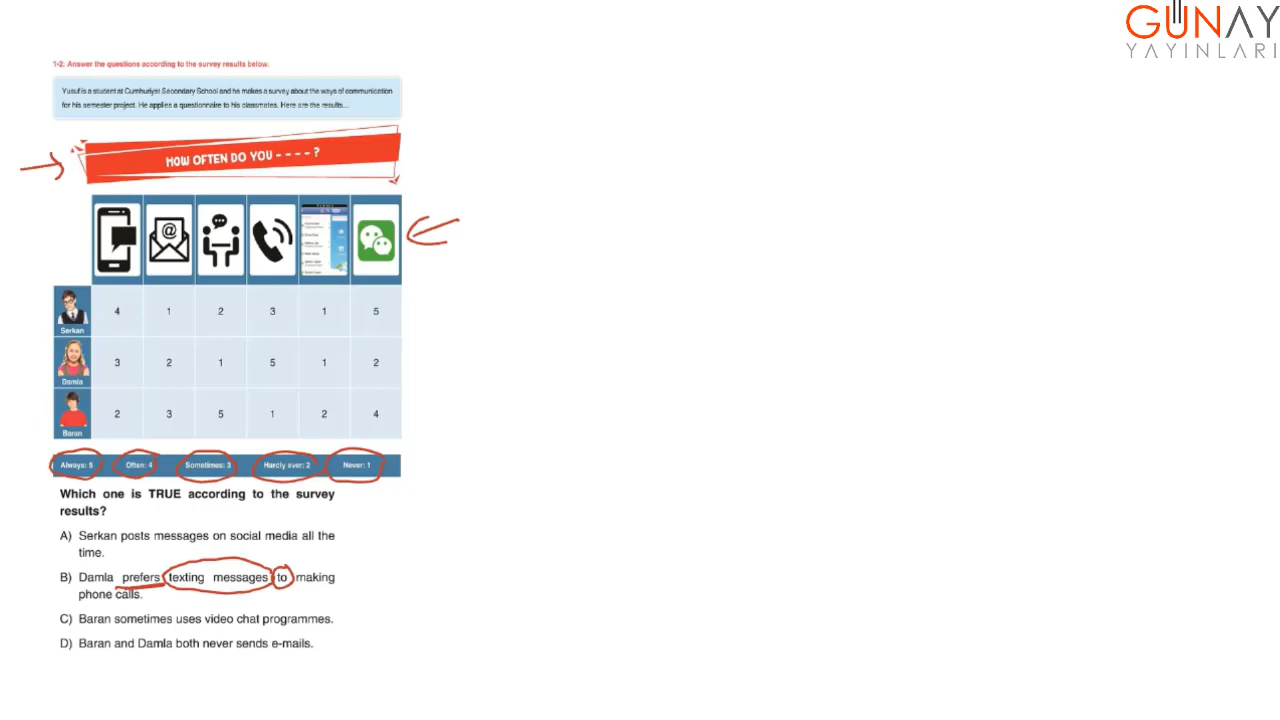 GÜNAY
YAYINLARI
1-2: Answer the questions according to the survey results below.
Yusuf is a student at Cumhuriyet Secondary School and he makes a survey about the ways of communication
for his semester project. He applies a questionnaire to his classmates. Here are the results...
HOW OFTEN DO YOU - - - - ?
@
Serkan 4 1 2 3 1 5
Damla 3 2 1 5 1 2
Baran 2 3 5 1 2 4
Always: 5 Often: 4 Sometimes: 3 Hardly ever: 2 Never: 1
Which one is TRUE according to the survey
results?
A) Serkan posts messages on social media all the
time.
B) Damla prefers texting messages to making
phone calls.
C) Baran sometimes uses video chat programmes.
D) Baran and Damla both never sends e-mails.